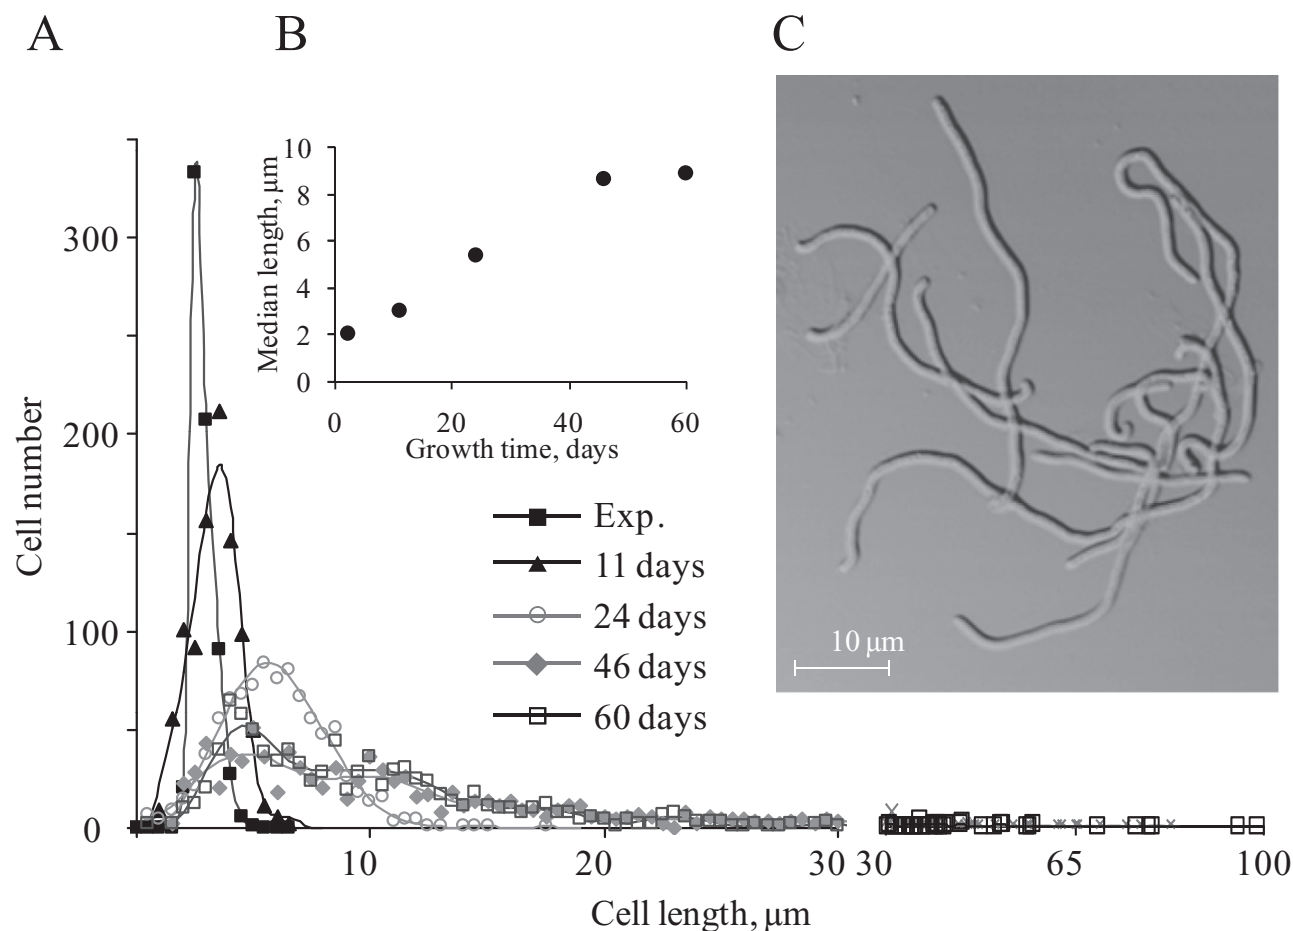 A
B
C
Cell number
300
200
100
0
10
20
30
30
65
100
Cell length, μm
Median length, μm
10
8
6
4
2
0
0
20
40
60
Growth time, days
Exp.
11 days
24 days
46 days
60 days
10 μm